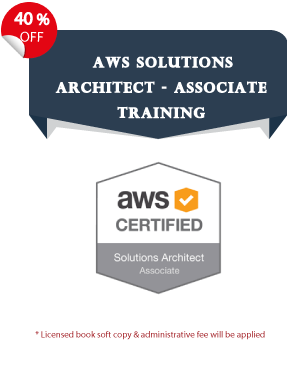 40 %
OFF
AWS SOLUTIONS
ARCHITECT - ASSOCIATE
TRAINING
aws
CERTIFIED
Solutions Architect
Associate
* Licensed book soft copy & administrative fee will be applied